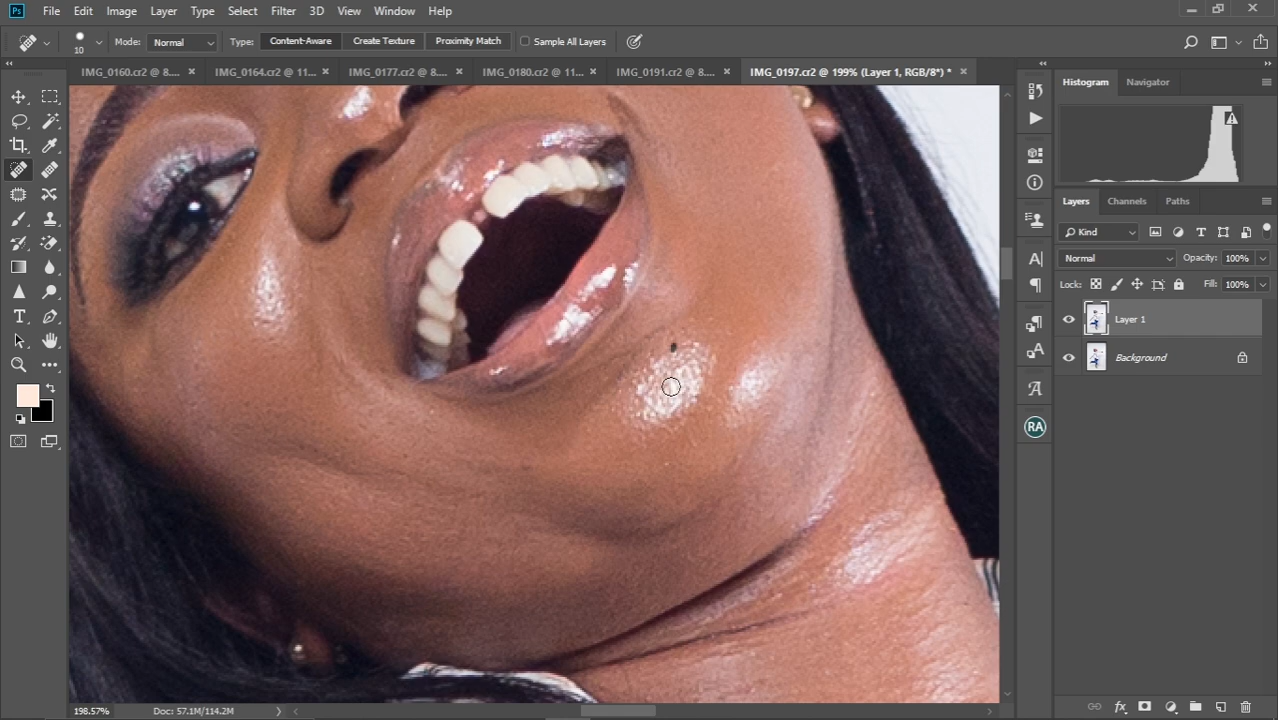 Ps File Edit Image Layer Type Select Filter 3D View Window Help
10 Mode: Normal Type: Content-Aware Create Texture Proximity Match Sample All Layers
IMG_0160.cr2 @ 8.... IMG_0164.cr2 @ 11... IMG_0177.cr2 @ 8.... IMG_0180.cr2 @ 11... IMG_0191.cr2 @ 8.... IMG_0197.cr2 @ 199% (Layer 1, RGB/8*) *
Histogram Navigator
Layers Channels Paths
Kind
Normal Opacity: 100%
Lock: Fill: 100%
Layer 1
Background
RA
198.57% Doc: 57.1M/114.2M